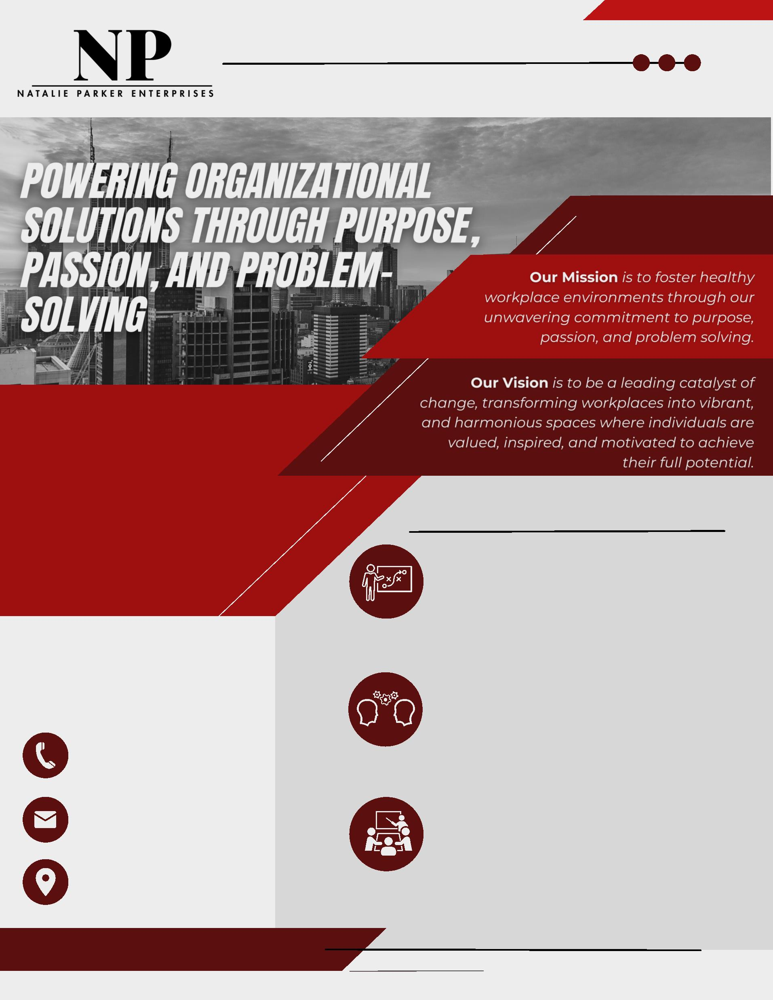 NP
NATALIE PARKER ENTERPRISES
POWERING ORGANIZATIONAL
SOLUTIONS THROUGH PURPOSE,
PASSION, AND PROBLEM-
SOLVING
Our Mission is to foster healthy
workplace environments through our
unwavering commitment to purpose,
passion, and problem solving.
Our Vision is to be a leading catalyst of
change, transforming workplaces into vibrant,
and harmonious spaces where individuals are
valued, inspired, and motivated to achieve
their full potential.